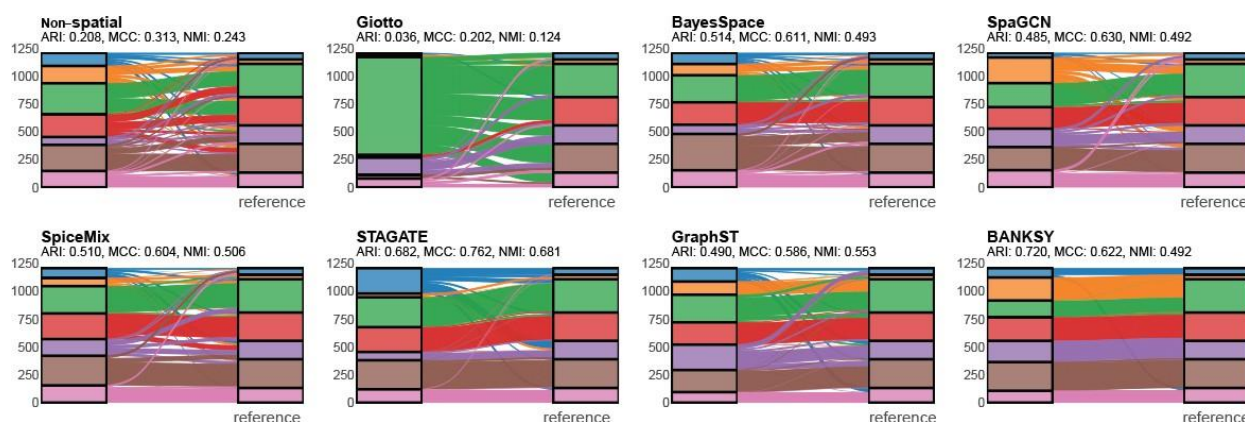 Non-spatial
ARI: 0.208, MCC: 0.313, NMI: 0.243
1250
1000
750
500
250
0
reference
Giotto
ARI: 0.036, MCC: 0.202, NMI: 0.124
1250
1000
750
500
250
0
reference
BayesSpace
ARI: 0.514, MCC: 0.611, NMI: 0.493
1250
1000
750
500
250
0
reference
SpaGCN
ARI: 0.485, MCC: 0.630, NMI: 0.492
1250
1000
750
500
250
0
reference
SpiceMix
ARI: 0.510, MCC: 0.604, NMI: 0.506
1250
1000
750
500
250
0
reference
STAGATE
ARI: 0.682, MCC: 0.762, NMI: 0.681
1250
1000
750
500
250
0
reference
GraphST
ARI: 0.490, MCC: 0.586, NMI: 0.553
1250
1000
750
500
250
0
reference
BANKSY
ARI: 0.720, MCC: 0.622, NMI: 0.492
1250
1000
750
500
250
0
reference